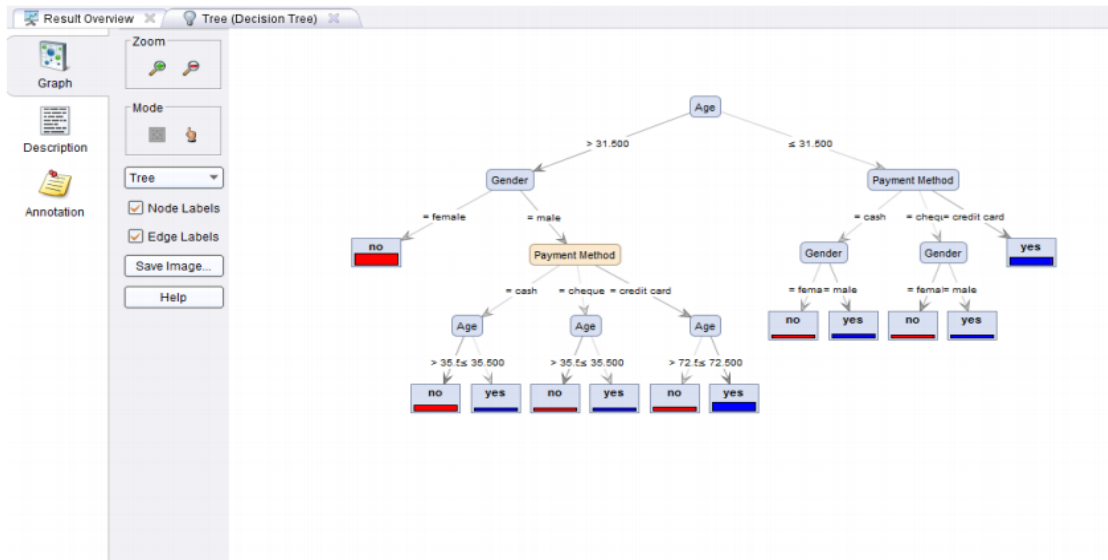 Result Overview
Tree (Decision Tree)
Graph
Description
Annotation
Zoom
Mode
Tree
Node Labels
Edge Labels
Save Image...
Help
Age
> 31.500
≤ 31.500
Gender
Payment Method
= female
= male
= cash
= credit card
no
Payment Method
Gender
Gender
yes
= cash
= cheque
= credit card
= male
= male
Age
Age
Age
no
yes
no
yes
≤ 35.500
≤ 35.500
≤ 72.500
no
yes
no
yes
no
yes